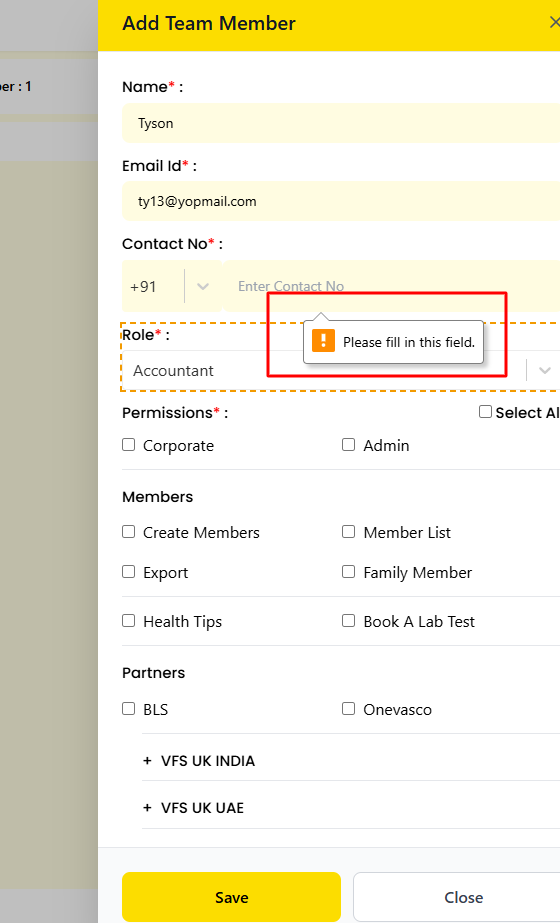 Add Team Member
er : 1
Name* :
Tyson
Email Id* :
ty13@yopmail.com
Contact No* :
+91 Enter Contact No
Role* :
Please fill in this field.
Accountant
Permissions* : Select Al
Corporate Admin
Members
Create Members Member List
Export Family Member
Health Tips Book A Lab Test
Partners
BLS Onevasco
+ VFS UK INDIA
+ VFS UK UAE
Save Close